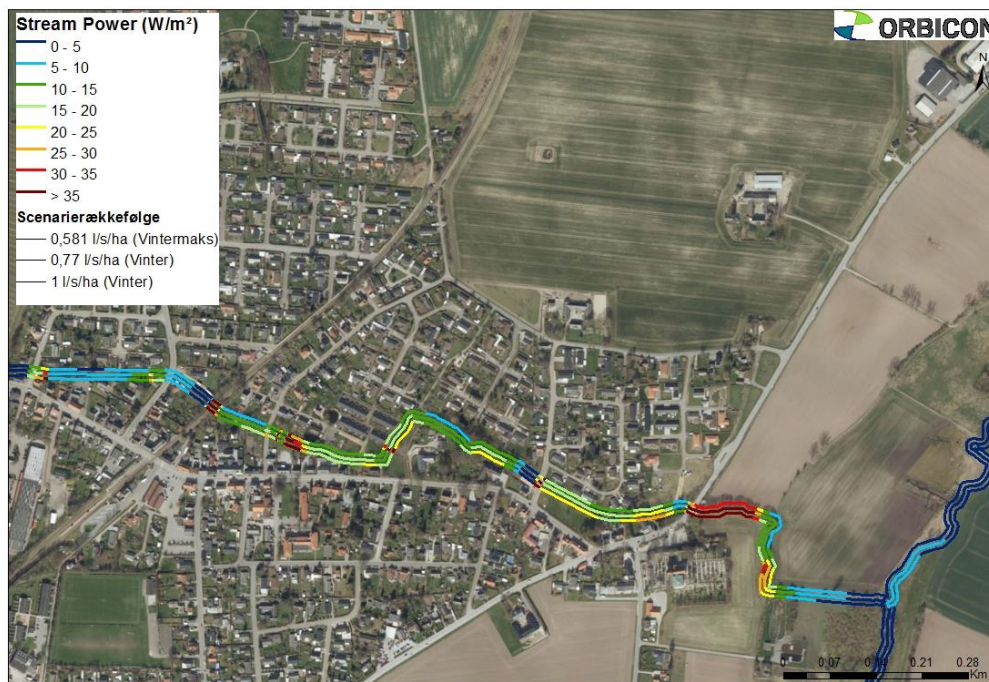 Stream Power (W/m²)
0 - 5
5 - 10
10 - 15
15 - 20
20 - 25
25 - 30
30 - 35
> 35
Scenarierækkefølge
0,581 l/s/ha (Vintermaks)
0,77 l/s/ha (Vinter)
1 l/s/ha (Vinter)
ORBICON
N
0 0,07 0,14 0,21 0,28
Km